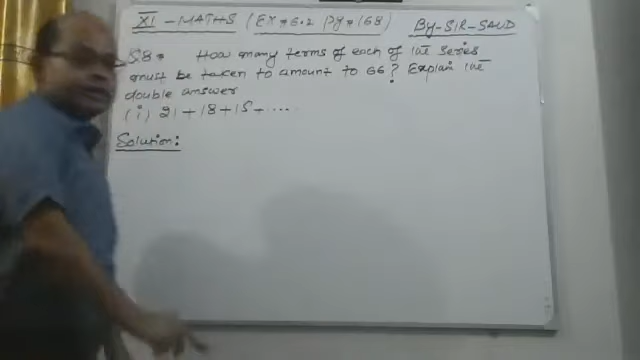 XI - MATHS (Ex # 6.2 Pg # 168) By-SIR-SAUD
How many terms of each of the Series
must be taken to amount to 66? Explain the
double answer
(i) 21 + 18 + 15 + ....
Solution: